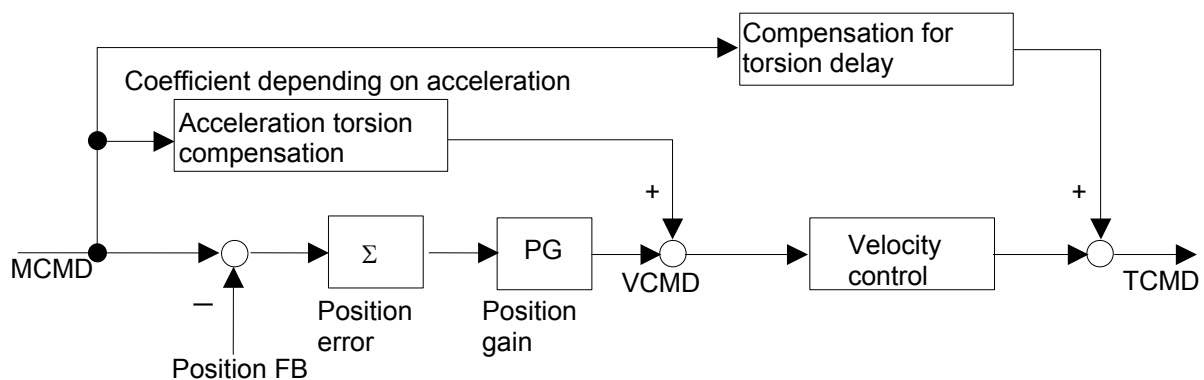 Compensation for
torsion delay
Coefficient depending on acceleration
Acceleration torsion
compensation
+
+
MCMD
−
Σ
PG
VCMD
Velocity
control
TCMD
Position
error
Position
gain
Position FB